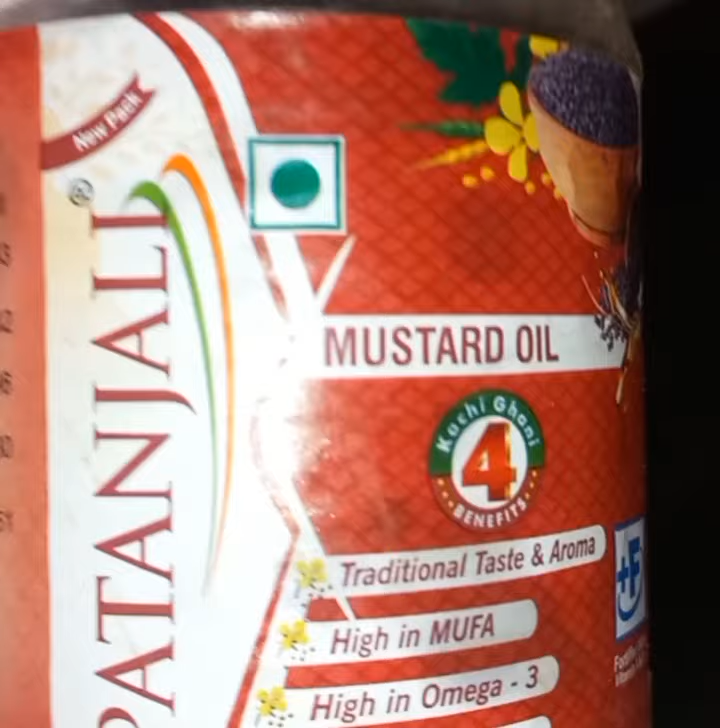 New Pack
®
PATANJALI
MUSTARD OIL
Kachi Ghani
4
BENEFITS
Traditional Taste & Aroma
High in MUFA
High in Omega - 3
+F